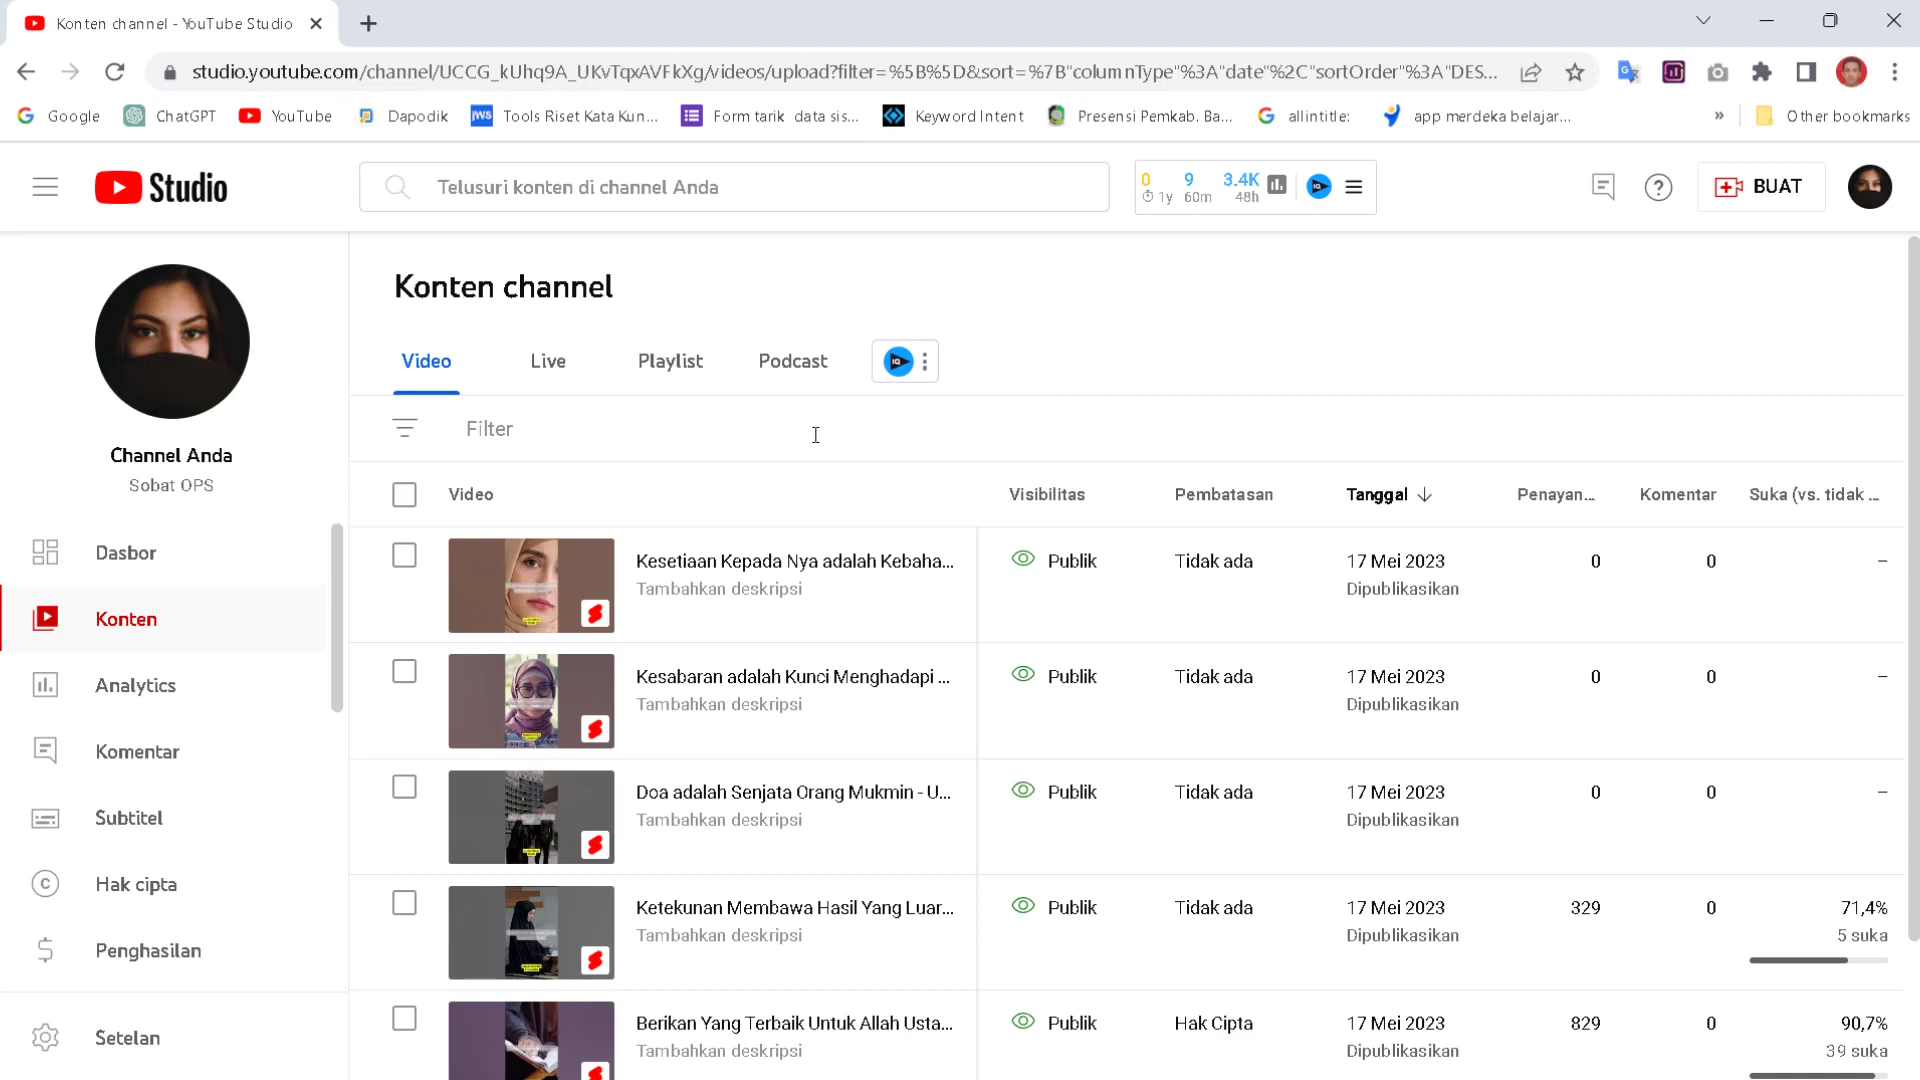 Konten channel - YouTube Studio
studio.youtube.com/channel/UCCG_kUhq9A_UKvTqxAVFkXg/videos/upload?filter=%5B%5D&sort=%7B"columnType"%3A"date"%2C"sortOrder"%3A"DES...
Google
ChatGPT
YouTube
Dapodik
Tools Riset Kata Kun...
Form tarik data sis...
Keyword Intent
Presensi Pemkab. Ba...
allintitle:
app merdeka belajar...
»
Other bookmarks
Studio
Telusuri konten di channel Anda
0 9 3.4K
1y 60m 48h
BUAT
Channel Anda
Sobat OPS
Dasbor
Konten
Analytics
Komentar
Subtitel
Hak cipta
Penghasilan
Setelan
Konten channel
Video Live Playlist Podcast
Filter
Video Visibilitas Pembatasan Tanggal Penayan... Komentar Suka (vs. tidak ...
Kesetiaan Kepada Nya adalah Kebaha... Publik Tidak ada 17 Mei 2023 0 0 –
Tambahkan deskripsi Dipublikasikan
Kesabaran adalah Kunci Menghadapi ... Publik Tidak ada 17 Mei 2023 0 0 –
Tambahkan deskripsi Dipublikasikan
Doa adalah Senjata Orang Mukmin - U... Publik Tidak ada 17 Mei 2023 0 0 –
Tambahkan deskripsi Dipublikasikan
Ketekunan Membawa Hasil Yang Luar... Publik Tidak ada 17 Mei 2023 329 0 71,4%
Tambahkan deskripsi Dipublikasikan 5 suka
Berikan Yang Terbaik Untuk Allah Usta... Publik Hak Cipta 17 Mei 2023 829 0 90,7%
Tambahkan deskripsi Dipublikasikan 39 suka